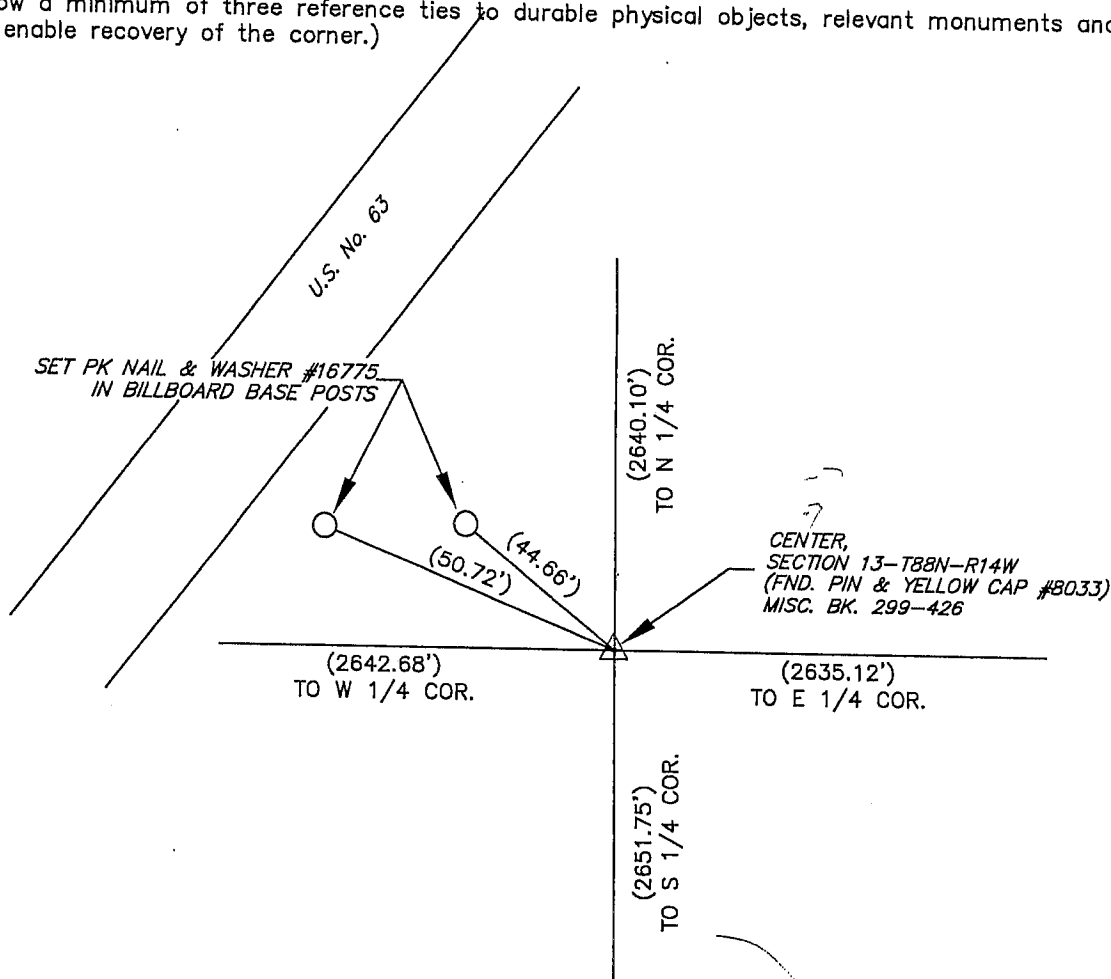 ow a minimum of three reference ties to durable physical objects, relevant monuments and
enable recovery of the corner.)
U.S. No. 63
SET PK NAIL & WASHER #16775
IN BILLBOARD BASE POSTS
(2640.10')
TO N 1/4 COR.
(50.72')
(44.66')
CENTER,
SECTION 13-T88N-R14W
(FND. PIN & YELLOW CAP #8033)
MISC. BK. 299-426
(2642.68')
TO W 1/4 COR.
(2635.12')
TO E 1/4 COR.
(2651.75')
TO S 1/4 COR.